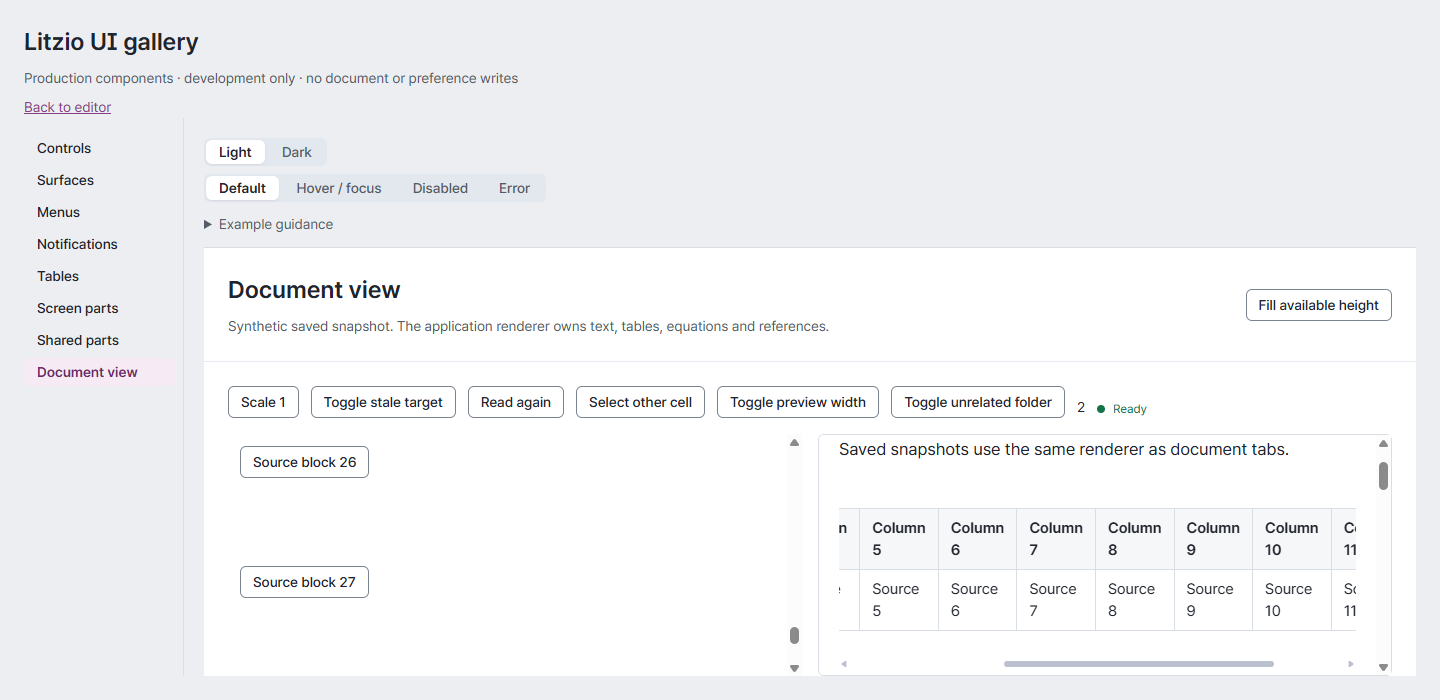 Litzio UI gallery
Production components · development only · no document or preference writes
Back to editor
Controls
Surfaces
Menus
Notifications
Tables
Screen parts
Shared parts
Document view
Light Dark
Default Hover / focus Disabled Error
Example guidance
Document view
Synthetic saved snapshot. The application renderer owns text, tables, equations and references.
Fill available height
Scale 1 Toggle stale target Read again Select other cell Toggle preview width Toggle unrelated folder 2 Ready
Source block 26
Source block 27
Saved snapshots use the same renderer as document tabs.
Column Column Column Column Column Column
5 6 7 8 9 10 11
Source Source Source Source Source Source
5 6 7 8 9 10 11